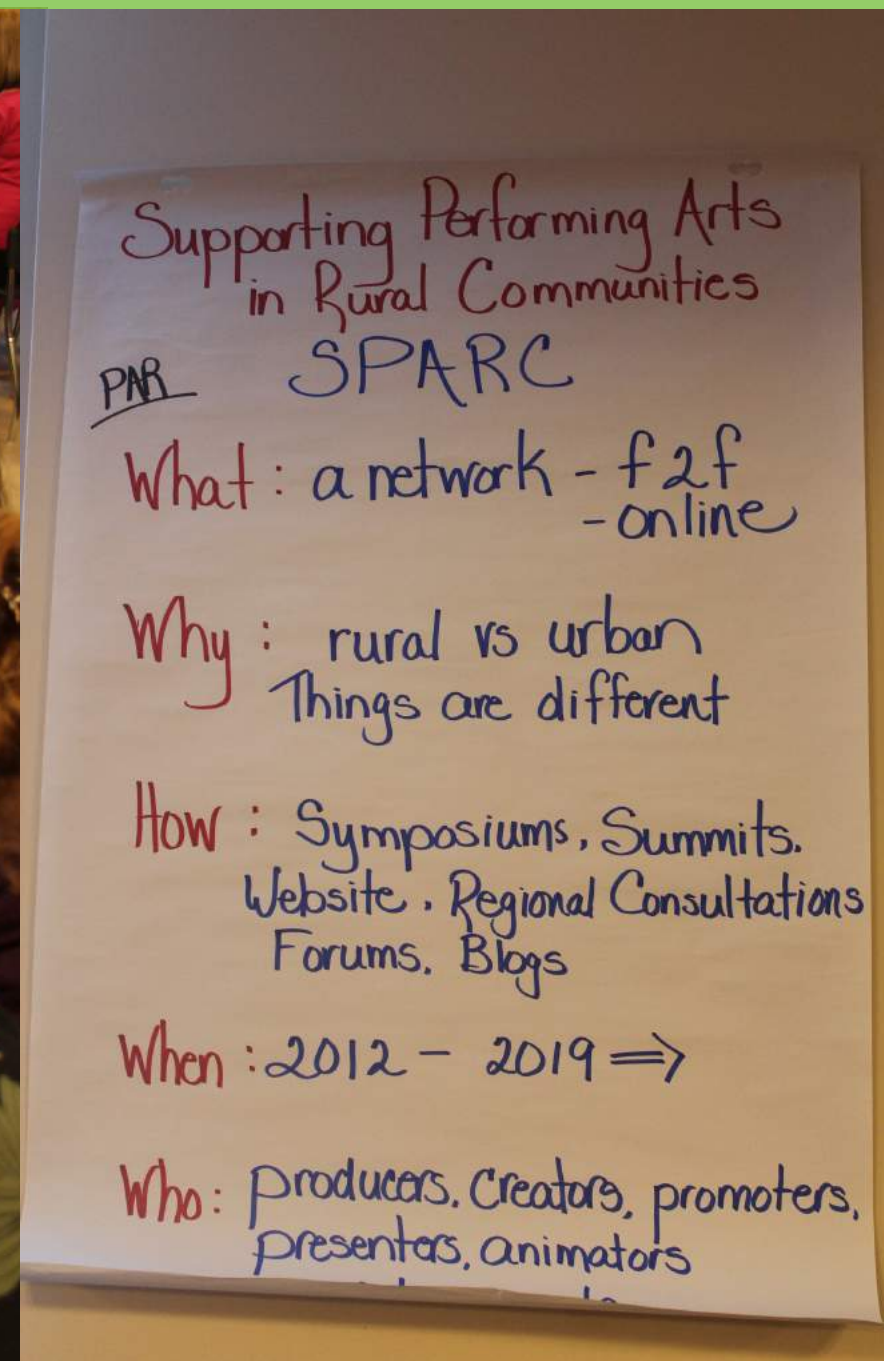 Supporting Performing Arts
in Rural Communities
PAR SPARC
What: a network - f2f
- online
Why: rural vs urban
Things are different
How: Symposiums, Summits.
Website. Regional Consultations
Forums. Blogs
When: 2012 - 2019 ⇒
Who: producers. Creators, promoters,
presenters, animators